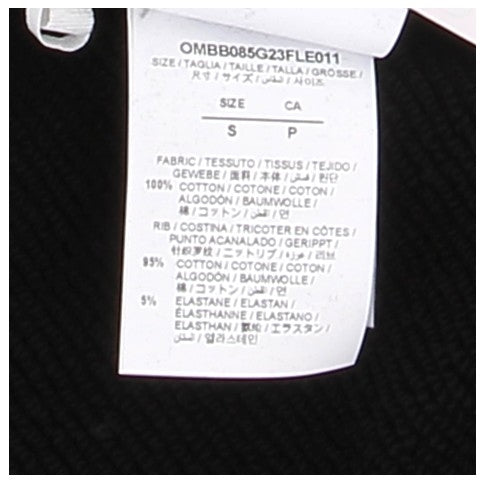 OMBB085G23FLE011
SIZE / TAGLIA / TAILLE / TALLA / GRÖSSE /
尺寸 / サイズ / / 사이즈
SIZE CA
S P
FABRIC / TESSUTO / TISSUS / TEJIDO /
GEWEBE / 面料 / 本体 / قماش / 원단
100% COTTON / COTONE / COTON /
ALGODÓN / BAUMWOLLE /
棉 / コットン / قطن / 면
RIB / COSTINA / TRICOTER EN CÔTES /
PUNTO ACANALADO / GERIPPT /
针织罗纹 / ニットリブ / / 리브
95% COTTON / COTONE / COTON /
ALGODÓN / BAUMWOLLE /
棉 / コットン / قطن / 면
5% ELASTANE / ELASTAN /
ÉLASTHANNE / ELASTANO /
ELASTHAN / 氨纶 / エラスタン /
/ 엘라스테인